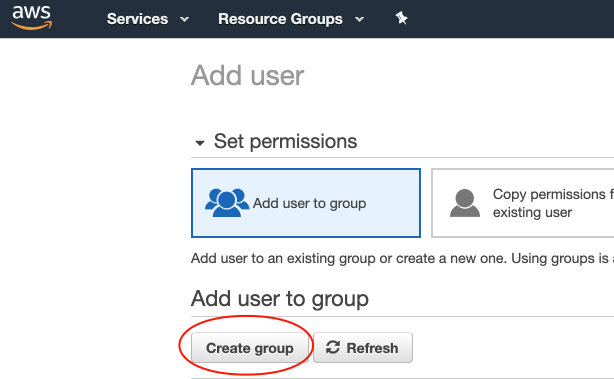 aws
Services
Resource Groups
Add user
Set permissions
Add user to group
Copy permissions
existing user
Add user to an existing group or create a new one. Using groups is
Add user to group
Create group
Refresh